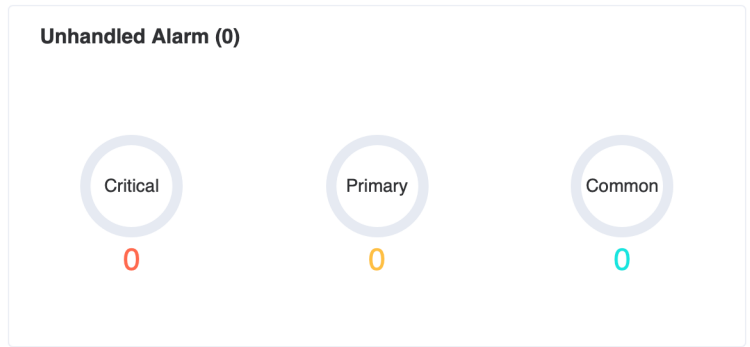 Unhandled Alarm (0)
Critical
Primary
Common
0
0
0